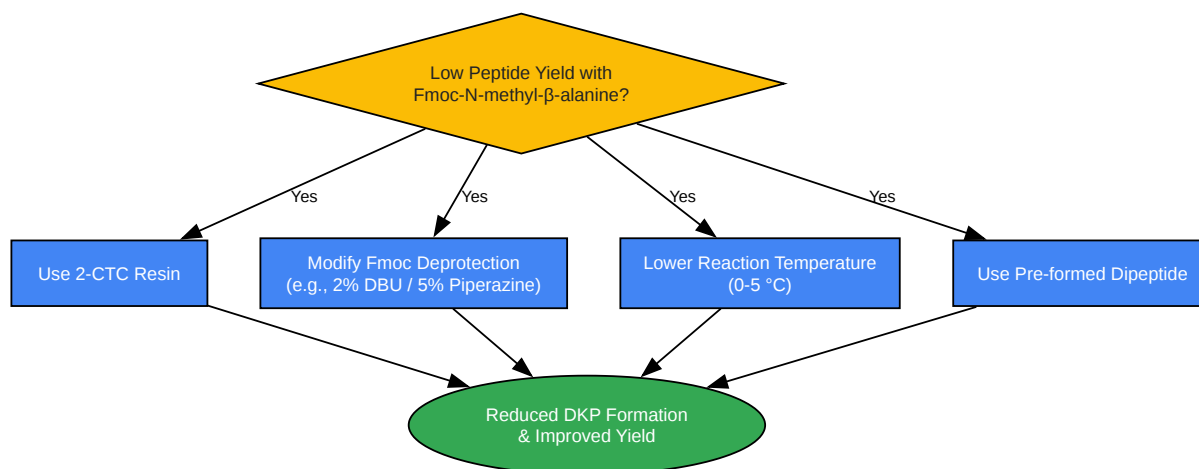 Low Peptide Yield with
Fmoc-N-methyl-β-alanine?
Yes
Yes
Yes
Yes
Use 2-CTC Resin
Modify Fmoc Deprotection
(e.g., 2% DBU / 5% Piperazine)
Lower Reaction Temperature
(0-5 °C)
Use Pre-formed Dipeptide
Reduced DKP Formation
& Improved Yield